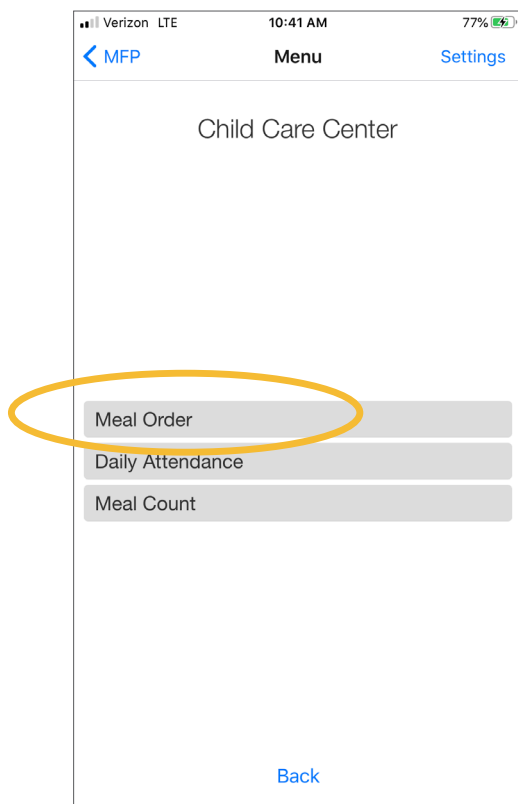 Verizon LTE 10:41 AM 77%
MFP Menu Settings
Child Care Center
Meal Order
Daily Attendance
Meal Count
Back